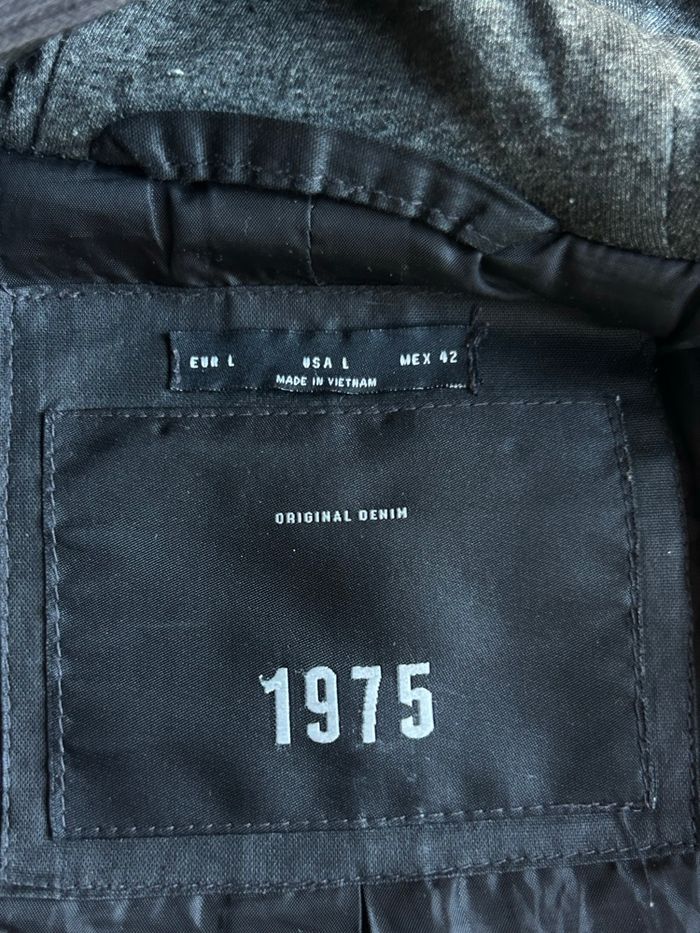 EUR L USA L MEX 42
MADE IN VIETNAM
ORIGINAL DENIM
1975